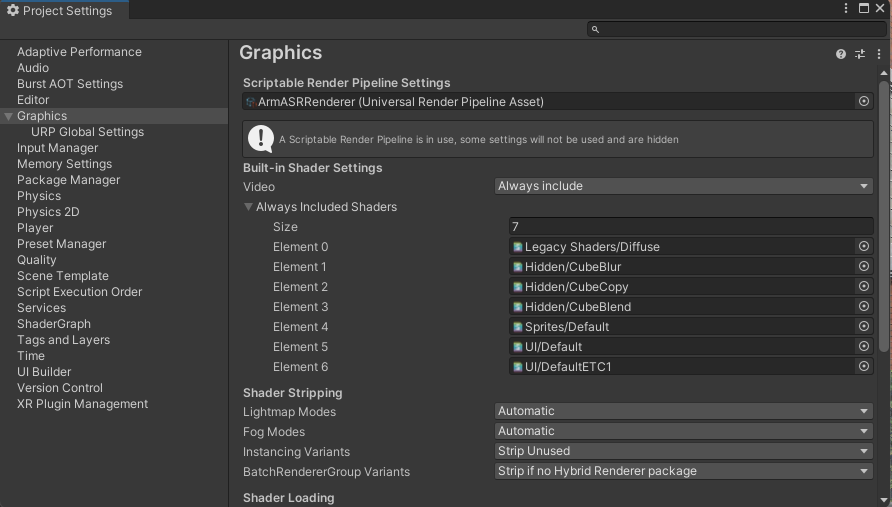 Project Settings
Adaptive Performance
Audio
Burst AOT Settings
Editor
Graphics
URP Global Settings
Input Manager
Memory Settings
Package Manager
Physics
Physics 2D
Player
Preset Manager
Quality
Scene Template
Script Execution Order
Services
ShaderGraph
Tags and Layers
Time
UI Builder
Version Control
XR Plugin Management
Graphics
Scriptable Render Pipeline Settings
ArmASRRenderer (Universal Render Pipeline Asset)
A Scriptable Render Pipeline is in use, some settings will not be used and are hidden
Built-in Shader Settings
Video Always include
Always Included Shaders
Size 7
Element 0 Legacy Shaders/Diffuse
Element 1 Hidden/CubeBlur
Element 2 Hidden/CubeCopy
Element 3 Hidden/CubeBlend
Element 4 Sprites/Default
Element 5 UI/Default
Element 6 UI/DefaultETC1
Shader Stripping
Lightmap Modes Automatic
Fog Modes Automatic
Instancing Variants Strip Unused
BatchRendererGroup Variants Strip if no Hybrid Renderer package
Shader Loading